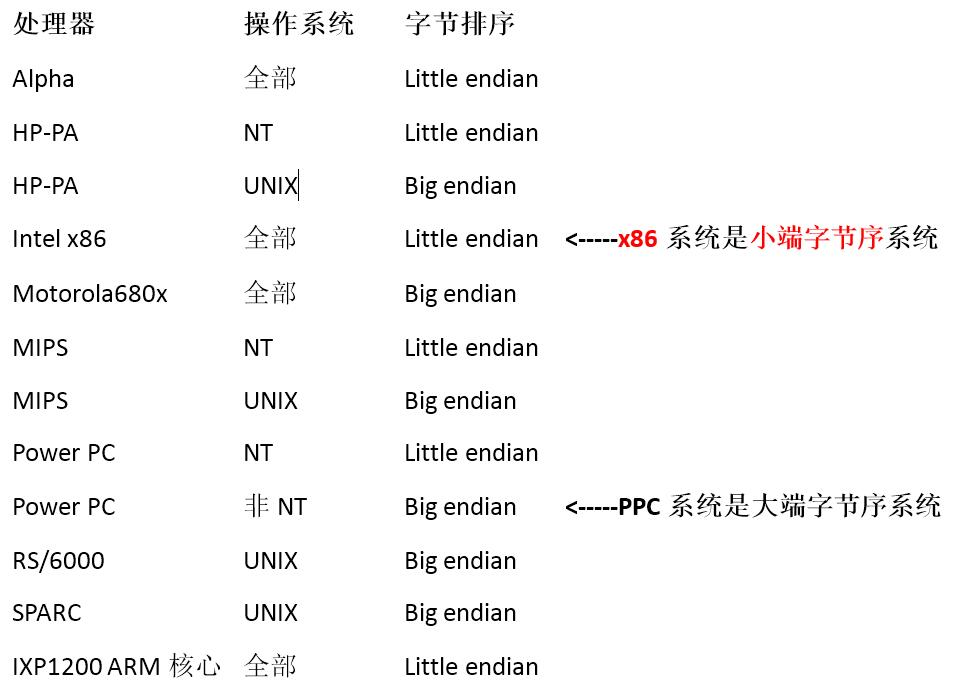 处理器 操作系统 字节排序
Alpha 全部 Little endian
HP-PA NT Little endian
HP-PA UNIX Big endian
Intel x86 全部 Little endian <-----x86 系统是小端字节序系统
Motorola680x 全部 Big endian
MIPS NT Little endian
MIPS UNIX Big endian
Power PC NT Little endian
Power PC 非 NT Big endian <-----PPC 系统是大端字节序系统
RS/6000 UNIX Big endian
SPARC UNIX Big endian
IXP1200 ARM 核心 全部 Little endian